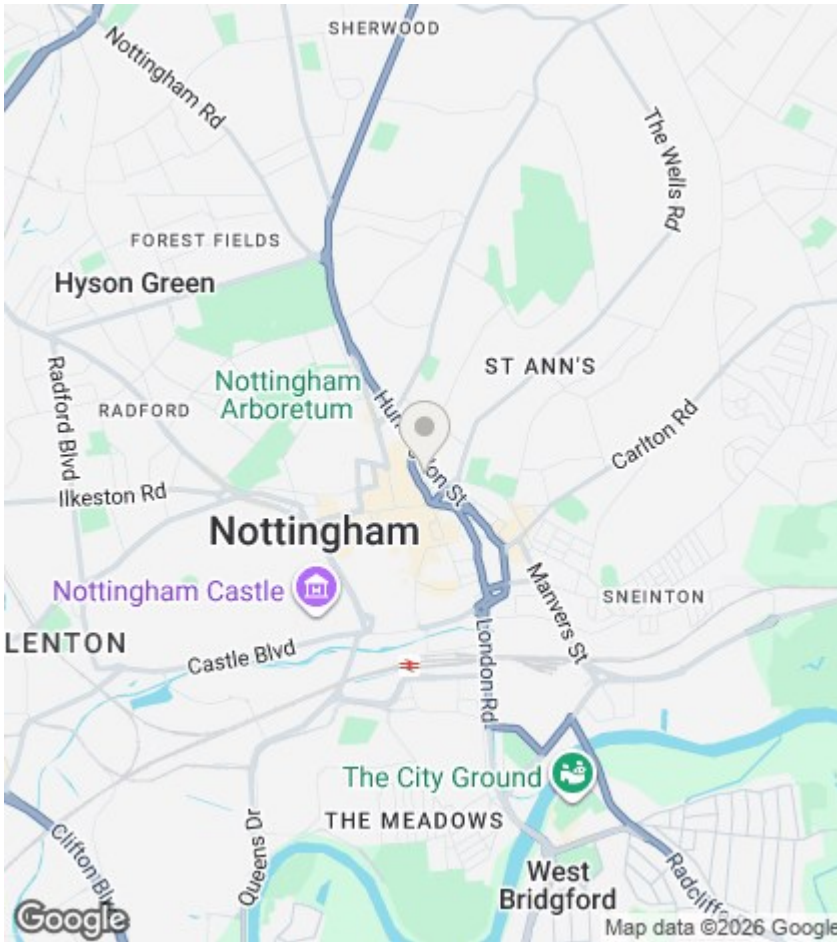 SHERWOOD
Nottingham Rd
The Wells Rd
FOREST FIELDS
Hyson Green
ST ANN'S
Nottingham
Arboretum
RADFORD
Radford Blvd
Carlton Rd
Ilkeston Rd
Nottingham
Nottingham Castle
Manvers St
SNEINTON
LENTON
Castle Blvd
London Rd
The City Ground
THE MEADOWS
Queens Dr
Clifton Blv
West
Bridgford
Radcliff
Google
Map data ©2026 Google